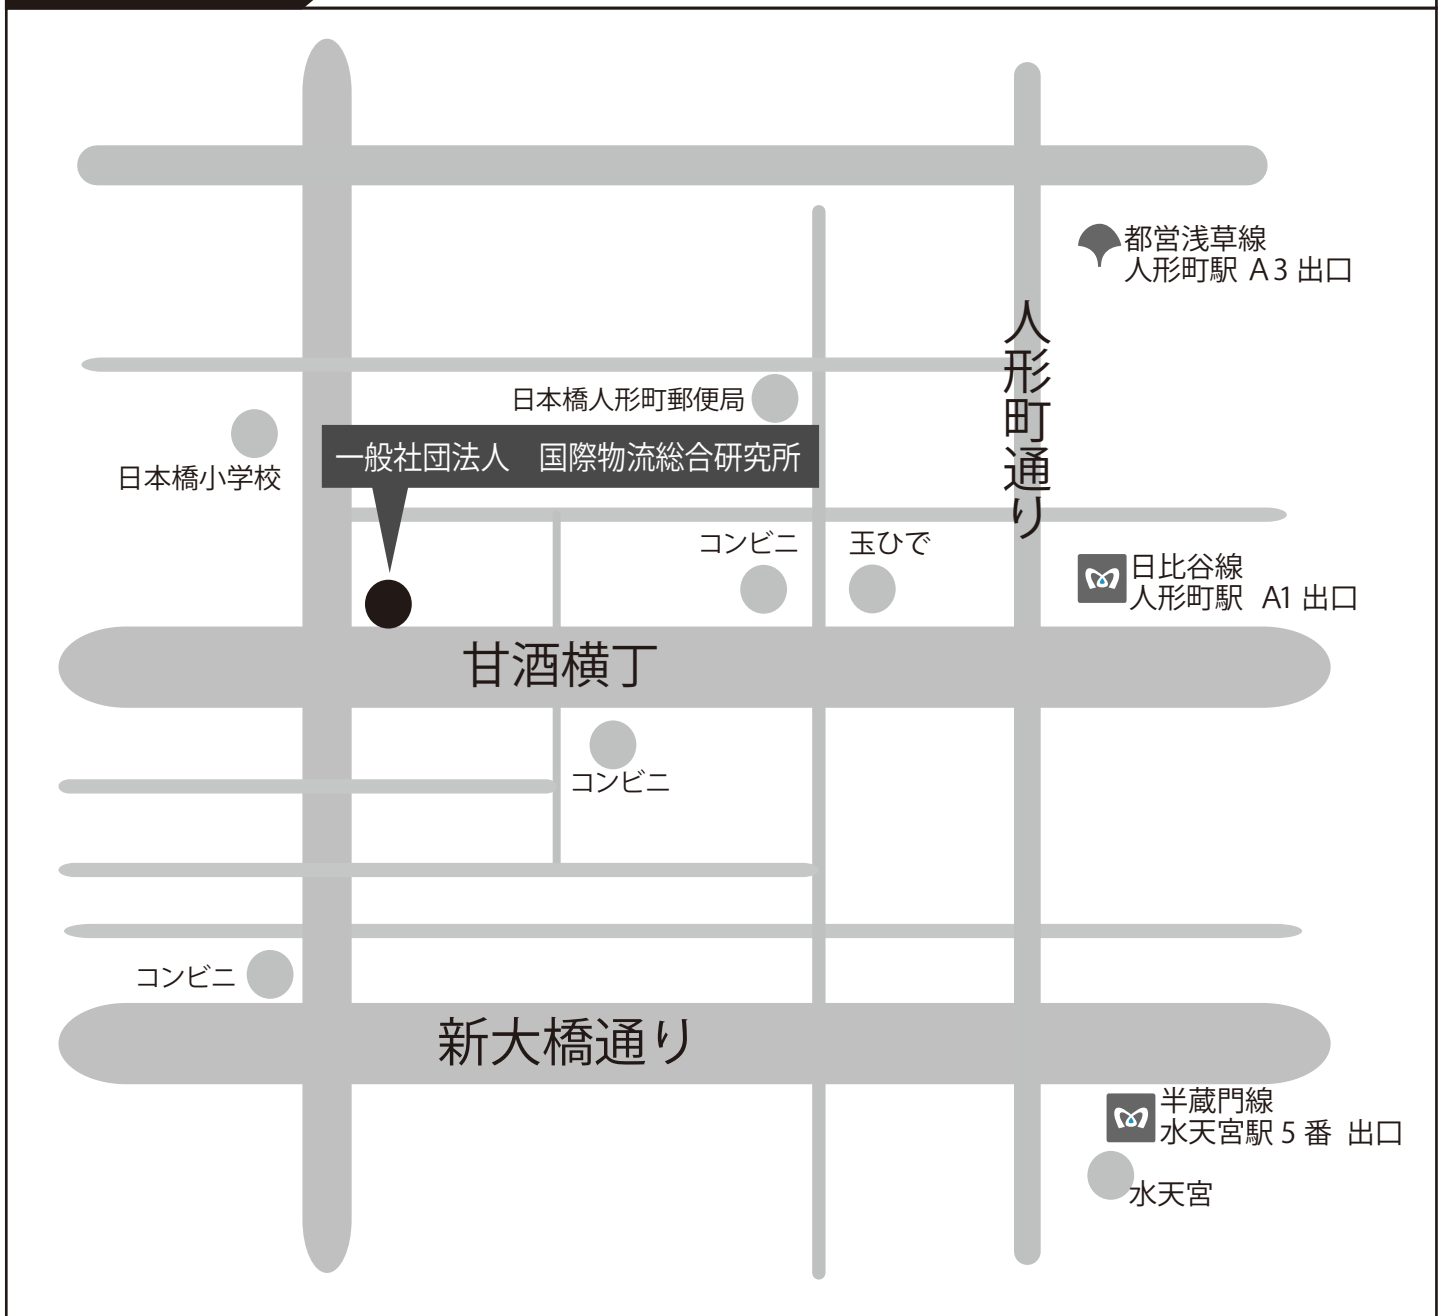 都営浅草線
人形町駅 A3 出口
人形町通り
日本橋人形町郵便局
日本橋小学校
一般社団法人　国際物流総合研究所
コンビニ
玉ひで
日比谷線
人形町駅 A1 出口
甘酒横丁
コンビニ
コンビニ
新大橋通り
半蔵門線
水天宮駅 5 番 出口
水天宮